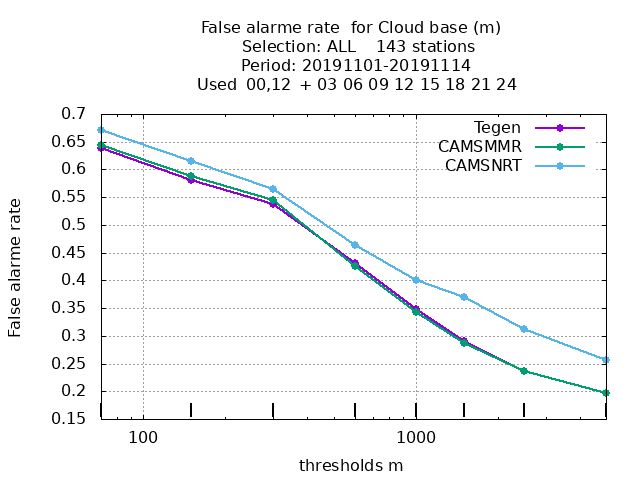 False alarme rate  for Cloud base (m)
Selection: ALL    143 stations
Period: 20191101-20191114
Used  00,12  + 03 06 09 12 15 18 21 24
0.7
0.65
0.6
0.55
0.5
0.45
0.4
0.35
0.3
0.25
0.2
0.15
False alarme rate
Tegen
CAMSMMR
CAMSNRT
100
1000
thresholds m